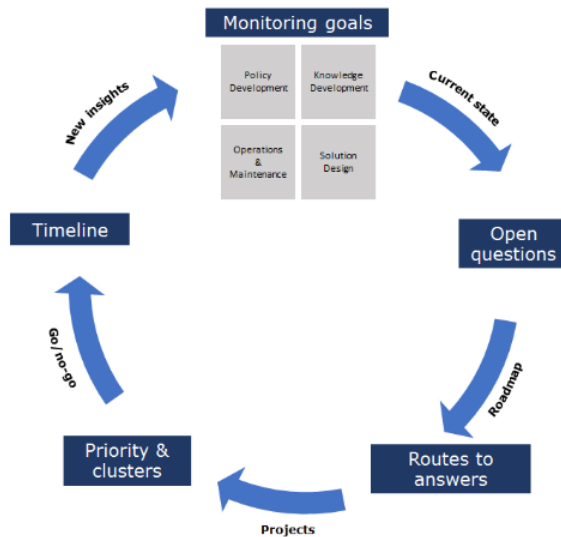 Monitoring goals
Policy
Development
Knowledge
Development
Operations
&
Maintenance
Solution
Design
Current state
Open
questions
Roadmap
Routes to
answers
Projects
Priority &
clusters
Go/no-go
Timeline
New insights